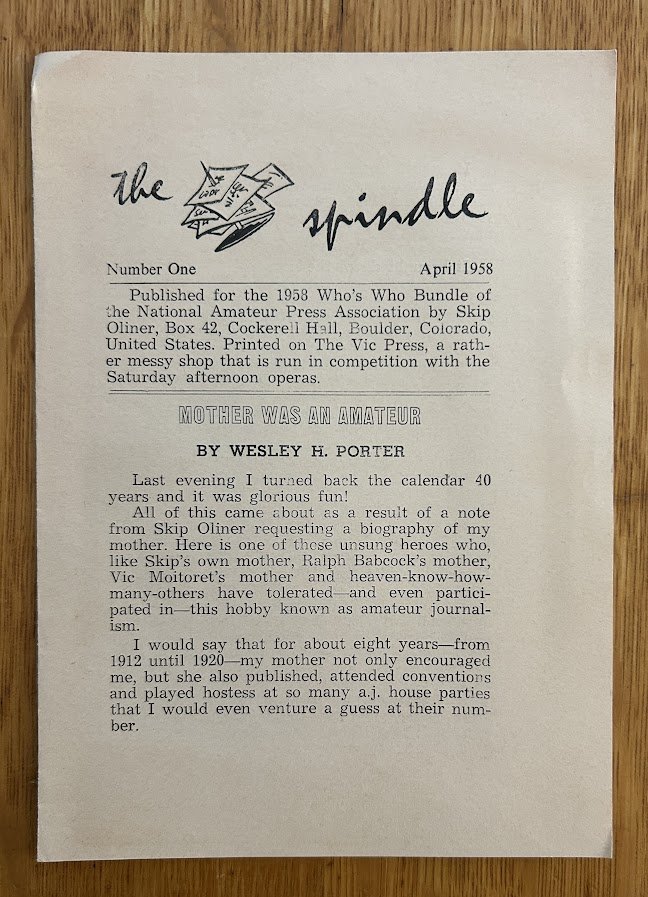 the spindle
Number One April 1958
Published for the 1958 Who's Who Bundle of
the National Amateur Press Association by Skip
Oliner, Box 42, Cockerell Hall, Boulder, Colorado,
United States. Printed on The Vic Press, a rath-
er messy shop that is run in competition with the
Saturday afternoon operas.
MOTHER WAS AN AMATEUR
BY WESLEY H. PORTER
Last evening I turned back the calendar 40
years and it was glorious fun!
All of this came about as a result of a note
from Skip Oliner requesting a biography of my
mother. Here is one of those unsung heroes who,
like Skip's own mother, Ralph Babcock's mother,
Vic Moitoret's mother and heaven-know-how-
many-others have tolerated—and even partici-
pated in—this hobby known as amateur journal-
ism.
I would say that for about eight years—from
1912 until 1920—my mother not only encouraged
me, but she also published, attended conventions
and played hostess at so many a.j. house parties
that I would even venture a guess at their num-
ber.